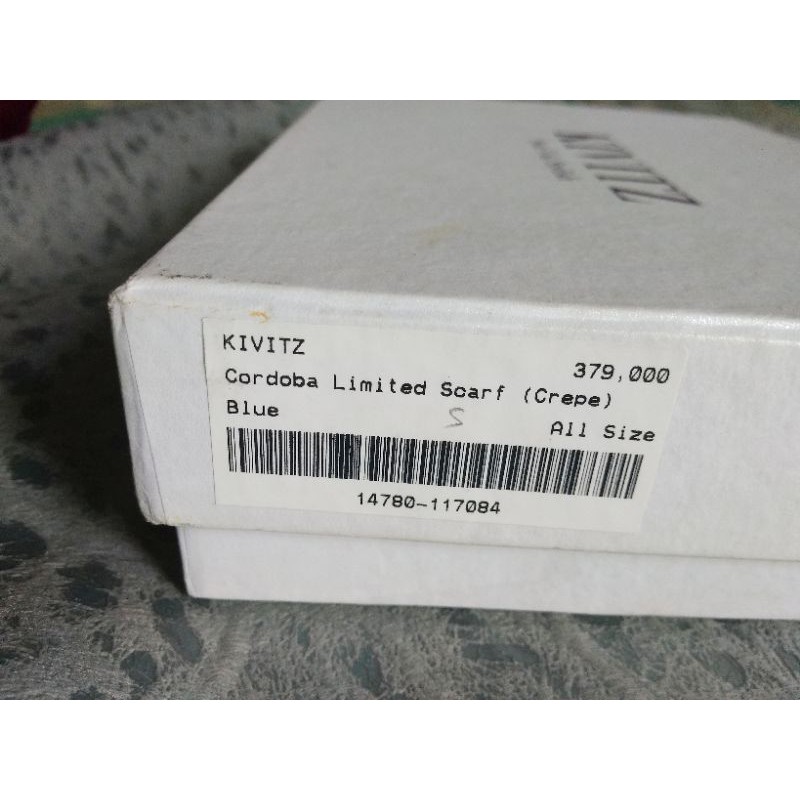 KIVITZ
KIVITZ
379,000
Cordoba Limited Scarf (Crepe)
Blue
S
All Size
14780-117084